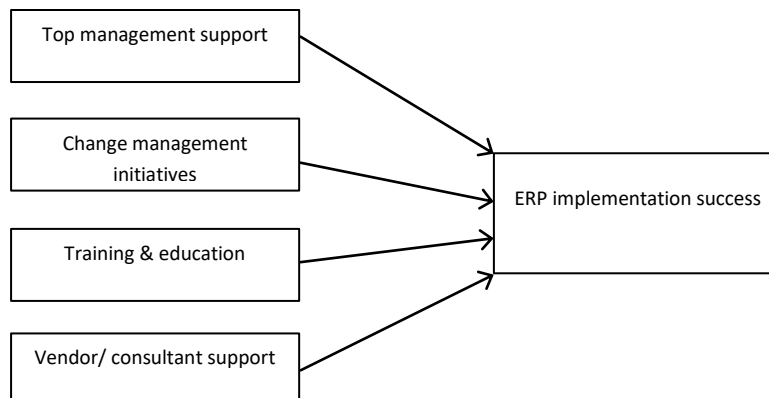 Top management support
Change management
initiatives
ERP implementation success
Training & education
Vendor/ consultant support